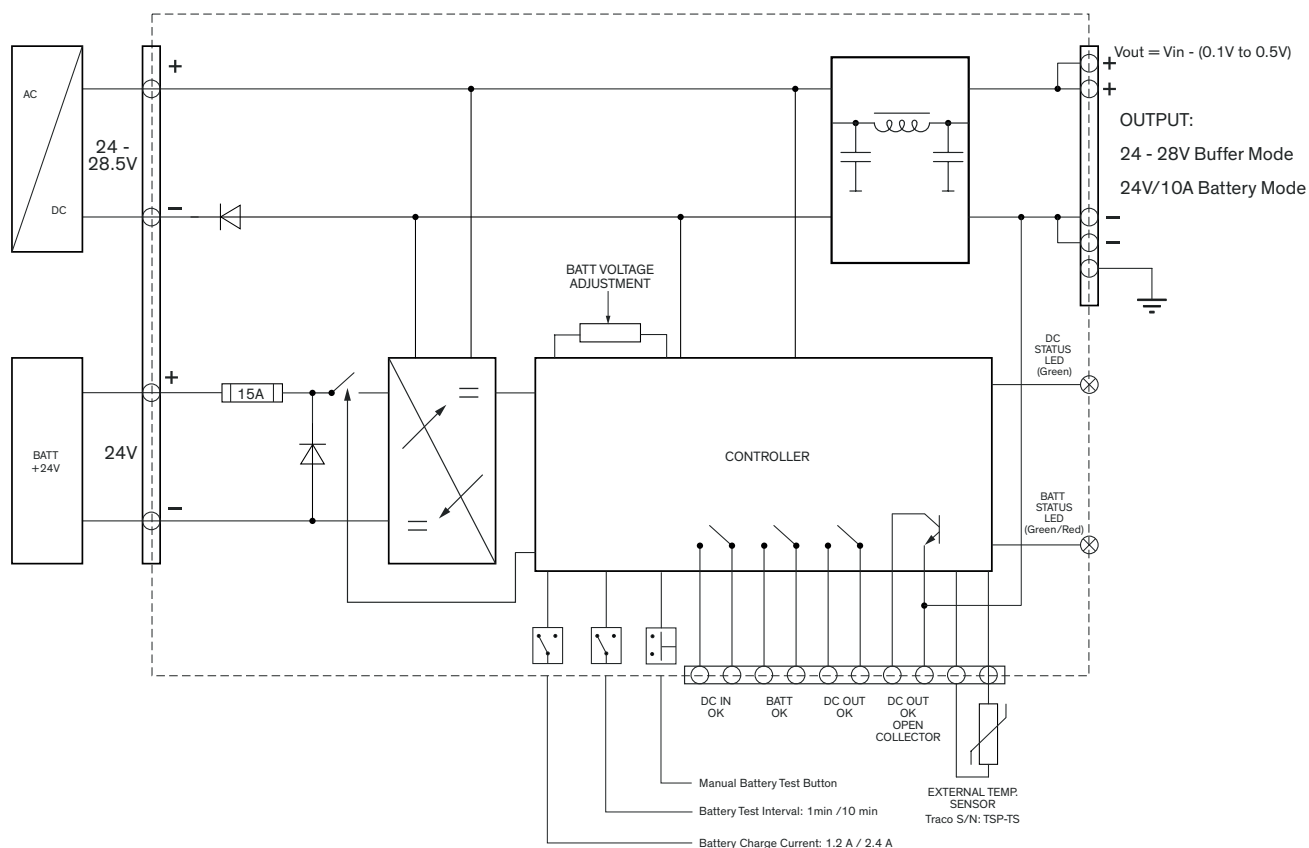 AC
DC
24 -
28.5V
+
−
Vout = Vin - (0.1V to 0.5V)
+
+
OUTPUT:
24 - 28V Buffer Mode
24V/10A Battery Mode
−
−
BATT VOLTAGE
ADJUSTMENT
DC
STATUS
LED
(Green)
BATT
+24V
24V
+
−
15A
CONTROLLER
BATT
STATUS
LED
(Green/Red)
DC IN
OK
BATT
OK
DC OUT
OK
DC OUT
OK
OPEN
COLLECTOR
EXTERNAL TEMP.
SENSOR
Traco S/N: TSP-TS
Manual Battery Test Button
Battery Test Interval: 1min /10 min
Battery Charge Current: 1.2 A / 2.4 A